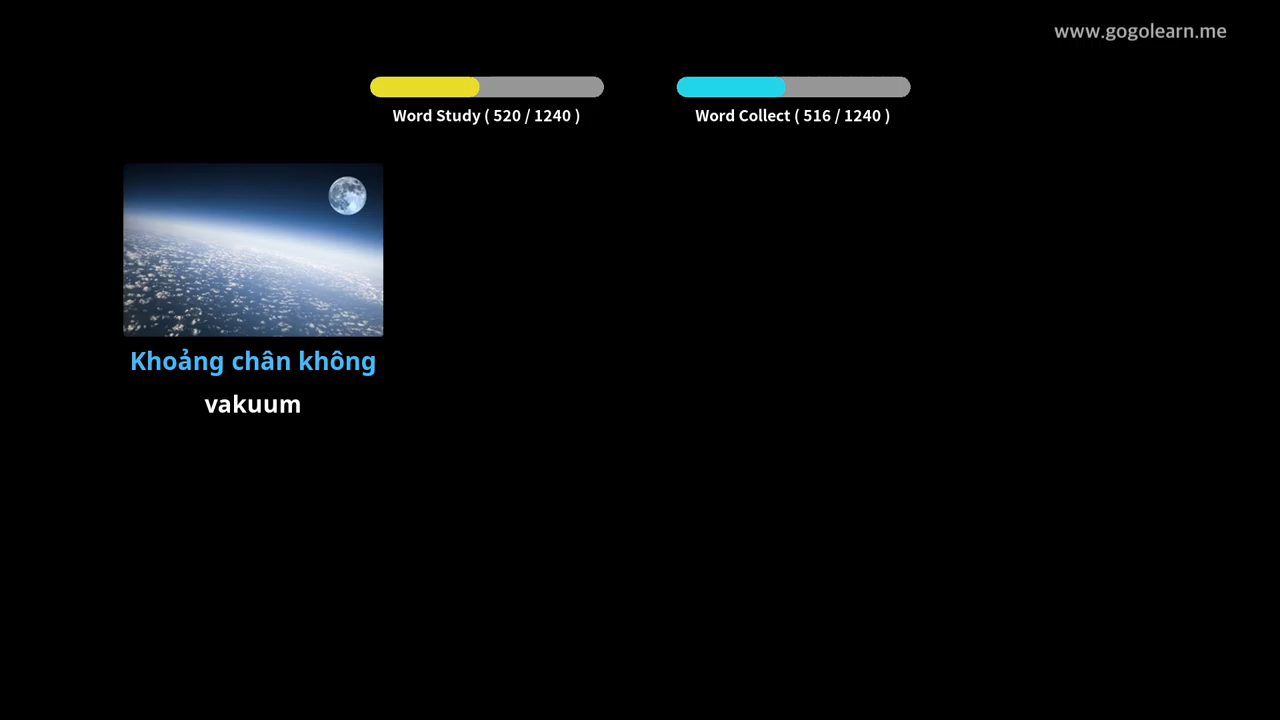 www.gogolearn.me
Word Study ( 520 / 1240 )
Word Collect ( 516 / 1240 )
Khoảng chân không
vakuum